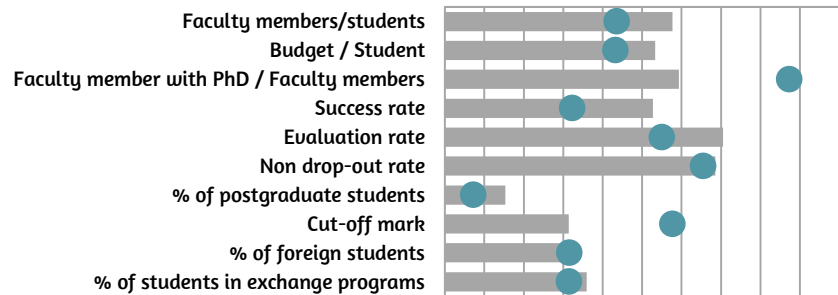 Faculty members/students
Budget / Student
Faculty member with PhD / Faculty members
Success rate
Evaluation rate
Non drop-out rate
% of postgraduate students
Cut-off mark
% of foreign students
% of students in exchange programs